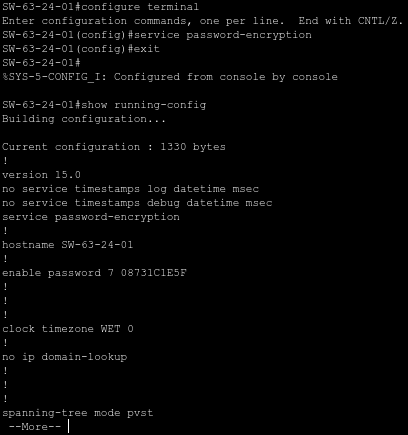 SW-63-24-01#configure terminal
Enter configuration commands, one per line.  End with CNTL/Z.
SW-63-24-01(config)#service password-encryption
SW-63-24-01(config)#exit
SW-63-24-01#
%SYS-5-CONFIG_I: Configured from console by console
SW-63-24-01#show running-config
Building configuration...
Current configuration : 1330 bytes
!
version 15.0
no service timestamps log datetime msec
no service timestamps debug datetime msec
service password-encryption
!
hostname SW-63-24-01
!
enable password 7 08731C1E5F
!
!
!
clock timezone WET 0
!
no ip domain-lookup
!
!
!
spanning-tree mode pvst
--More--